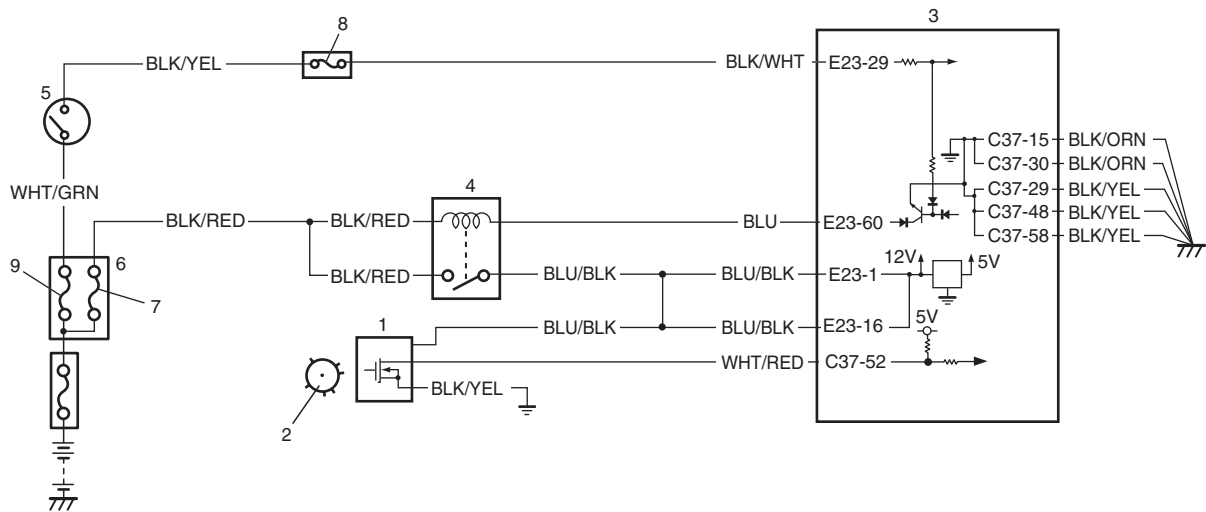 8
3
BLK/YEL
BLK/WHT
E23-29
5
C37-15
BLK/ORN
C37-30
BLK/ORN
WHT/GRN
4
C37-29
BLK/YEL
BLK/RED
BLK/RED
BLU
E23-60
C37-48
BLK/YEL
C37-58
BLK/YEL
9
6
12V
5V
BLK/RED
BLU/BLK
BLU/BLK
E23-1
7
1
BLU/BLK
BLU/BLK
E23-16
5V
WHT/RED
C37-52
BLK/YEL
2